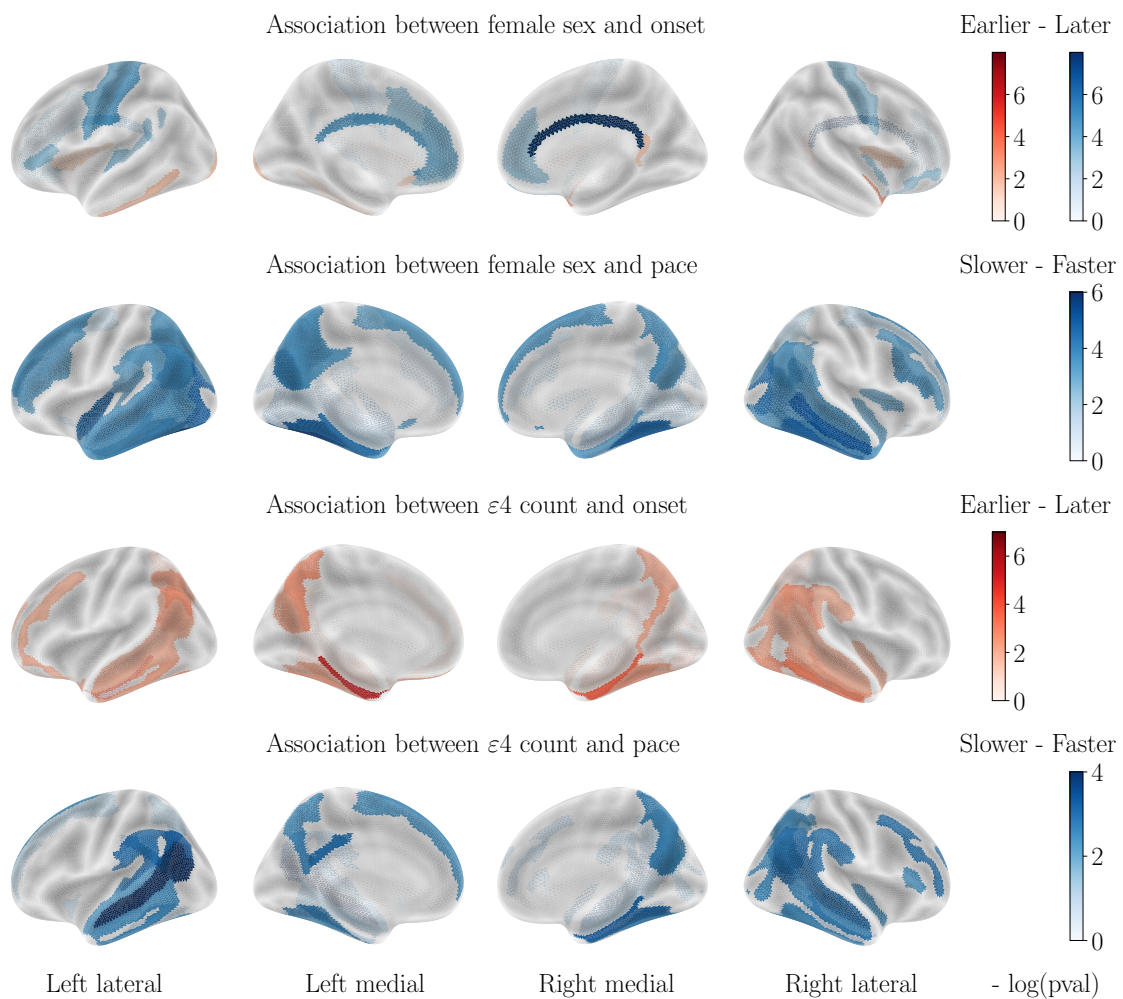 Association between female sex and onset
Earlier - Later
6
4
2
0
6
4
2
0
Association between female sex and pace
Slower - Faster
6
4
2
0
Association between ε4 count and onset
Earlier - Later
6
4
2
0
Association between ε4 count and pace
Slower - Faster
4
2
0
Left lateral
Left medial
Right medial
Right lateral
- log(pval)